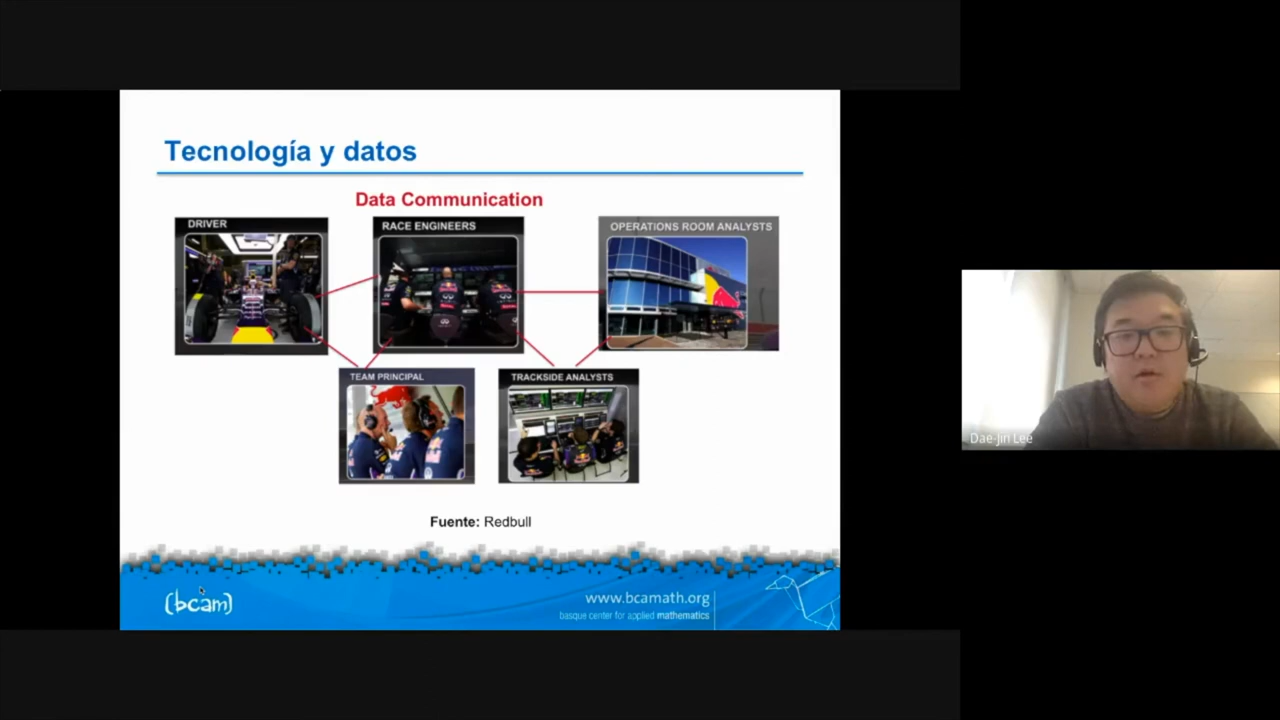 Tecnología y datos
Data Communication
DRIVER
RACE ENGINEERS
OPERATIONS ROOM ANALYSTS
TEAM PRINCIPAL
TRACKSIDE ANALYSTS
Fuente: Redbull
(bcam)
www.bcamath.org
basque center for applied mathematics
Dae-Jin Lee